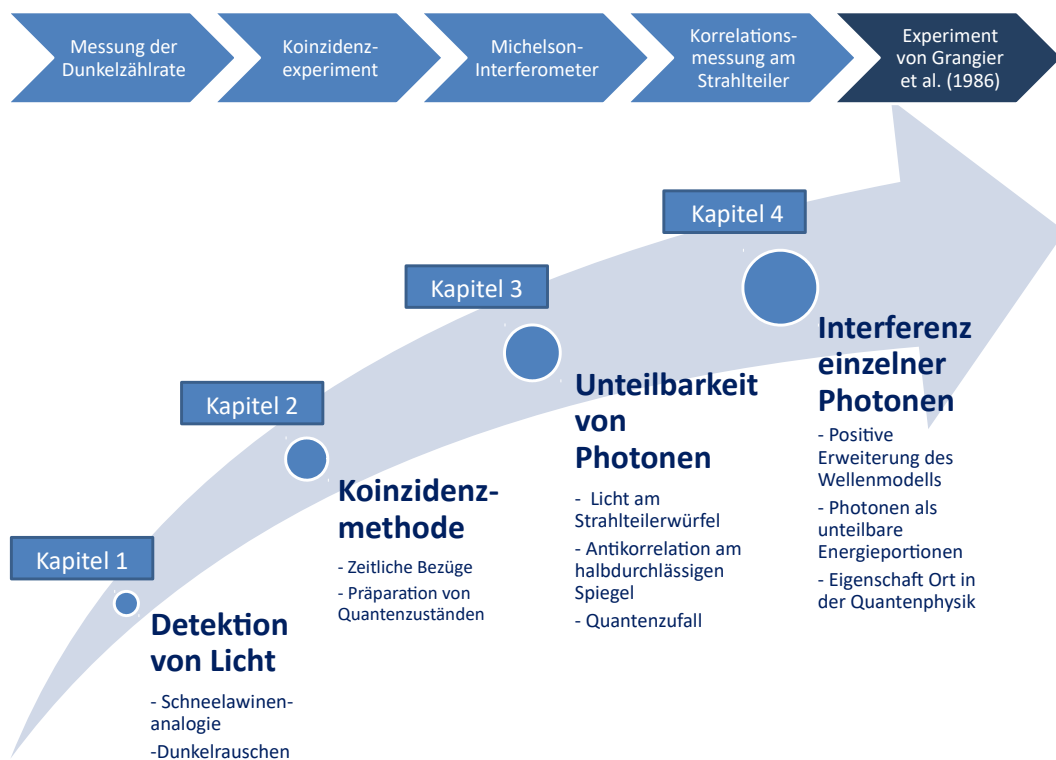 Messung der
Dunkelzählrate
Koinzidenz-
experiment
Michelson-
Interferometer
Korrelations-
messung am
Strahlteiler
Experiment
von Grangier
et al. (1986)
Kapitel 1
Detektion
von Licht
- Schneelawinen-
analogie
-Dunkelrauschen
Kapitel 2
Koinzidenz-
methode
- Zeitliche Bezüge
- Präparation von
Quantenzuständen
Kapitel 3
Unteilbarkeit
von
Photonen
- Licht am
Strahlteilerwürfel
- Antikorrelation am
halbdurchlässigen
Spiegel
- Quantenzufall
Kapitel 4
Interferenz
einzelner
Photonen
- Positive
Erweiterung des
Wellenmodells
- Photonen als
unteilbare
Energieportionen
- Eigenschaft Ort in
der Quantenphysik